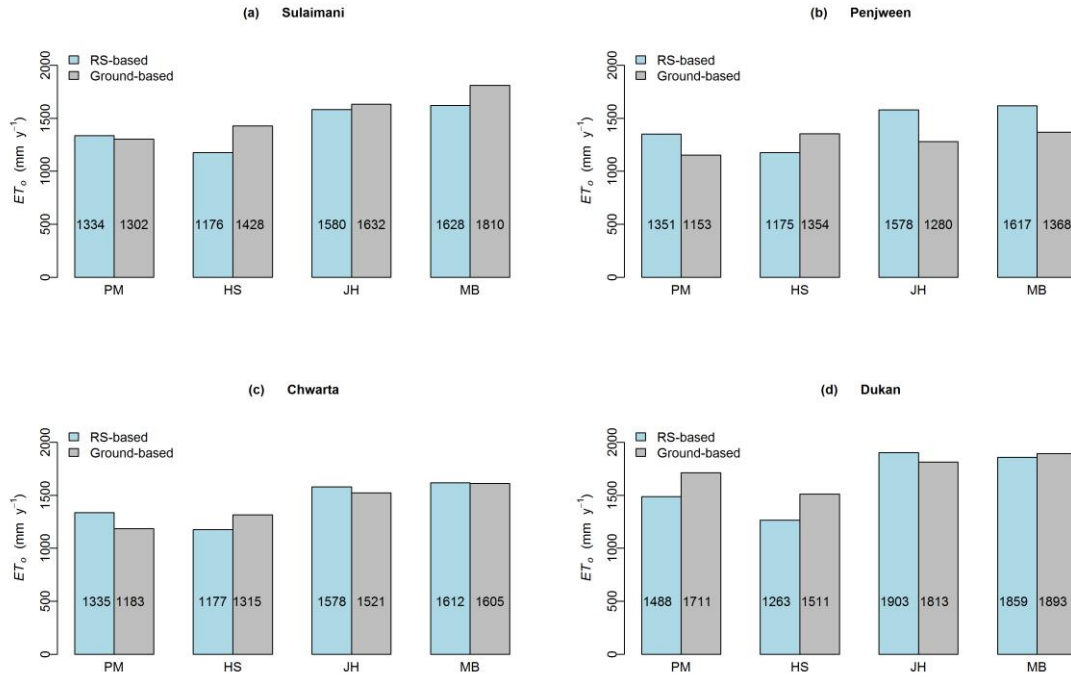 (a) Sulaimani
RS-based
Ground-based
ETo (mm y−1)
0
500
1000
1500
2000
1334 1302 1176 1428 1580 1632 1628 1810
PM HS JH MB
(b) Penjween
RS-based
Ground-based
ETo (mm y−1)
0
500
1000
1500
2000
1351 1153 1175 1354 1578 1280 1617 1368
PM HS JH MB
(c) Chwarta
RS-based
Ground-based
ETo (mm y−1)
0
500
1000
1500
2000
1335 1183 1177 1315 1578 1521 1612 1605
PM HS JH MB
(d) Dukan
RS-based
Ground-based
ETo (mm y−1)
0
500
1000
1500
2000
1488 1711 1263 1511 1903 1813 1859 1893
PM HS JH MB